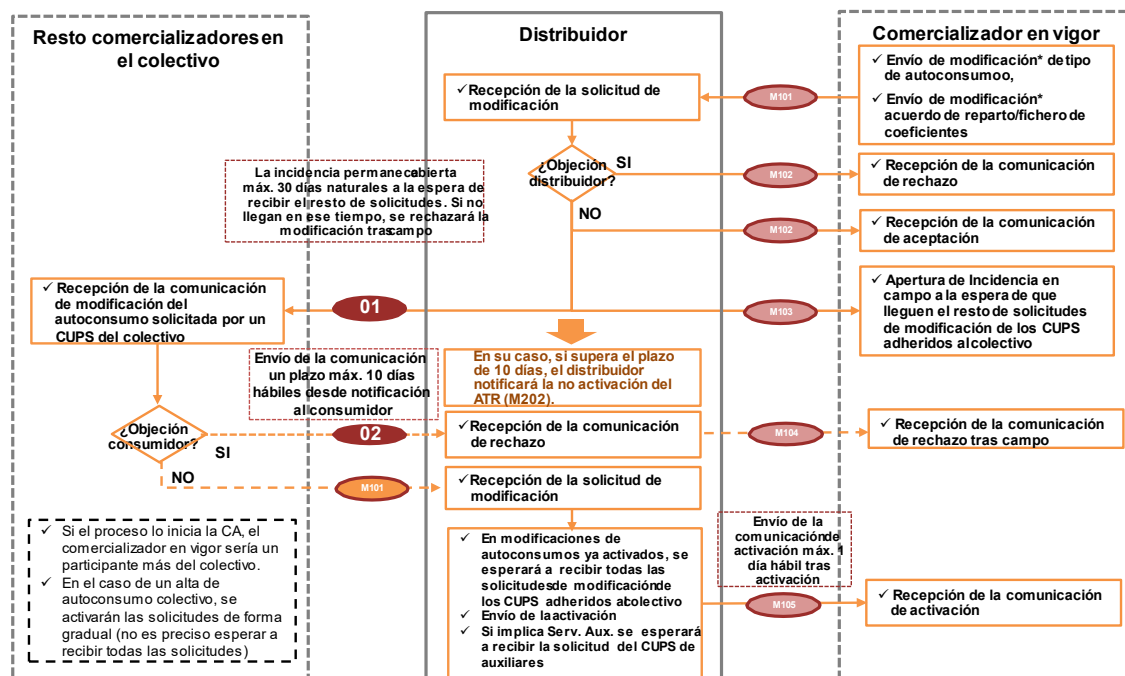 Resto comercializadores en
el colectivo
Distribuidor
Comercializador en vigor
✓ Recepción de la solicitud de
modificación
M101
✓ Envío de modificación* de tipo
de autoconsumoo,
✓ Envío de modificación*
acuerdo de reparto/fichero de
coeficientes
¿Objeción
distribuidor?
SI
NO
M102
✓ Recepción de la comunicación
de rechazo
La incidencia permanece abierta
máx. 30 días naturales a la espera de
recibir el resto de solicitudes. Si no
llegan en ese tiempo, se rechazará la
modificación tras campo
M102
✓ Recepción de la comunicación
de aceptación
✓ Recepción de la comunicación
de modificación del
autoconsumo solicitada por un
CUPS del colectivo
01
M103
✓ Apertura de Incidencia en
campo a la espera de que
lleguen el resto de solicitudes
de modificación de los CUPS
adheridos al colectivo
Envío de la comunicación
un plazo máx. 10 días
hábiles desde notificación
al consumidor
En su caso, si supera el plazo
de 10 días, el distribuidor
notificará la no activación del
ATR (M202).
¿Objeción
consumidor?
SI
NO
02
✓ Recepción de la comunicación
de rechazo
M104
✓ Recepción de la comunicación
de rechazo tras campo
M101
✓ Recepción de la solicitud de
modificación
✓ Si el proceso lo inicia la CA, el
comercializador en vigor sería un
participante más del colectivo.
✓ En el caso de un alta de
autoconsumo colectivo, se
activarán las solicitudes de forma
gradual (no es preciso esperar a
recibir todas las solicitudes)
✓ En modificaciones de
autoconsumos ya activados, se
esperará a recibir todas las
solicitudes de modificación de
los CUPS adheridos al colectivo
✓ Envío de la activación
✓ Si implica Serv. Aux. se esperará
a recibir la solicitud del CUPS de
auxiliares
Envío de la
comunicación de
activación máx. 1
día hábil tras
activación
M105
✓ Recepción de la comunicación
de activación